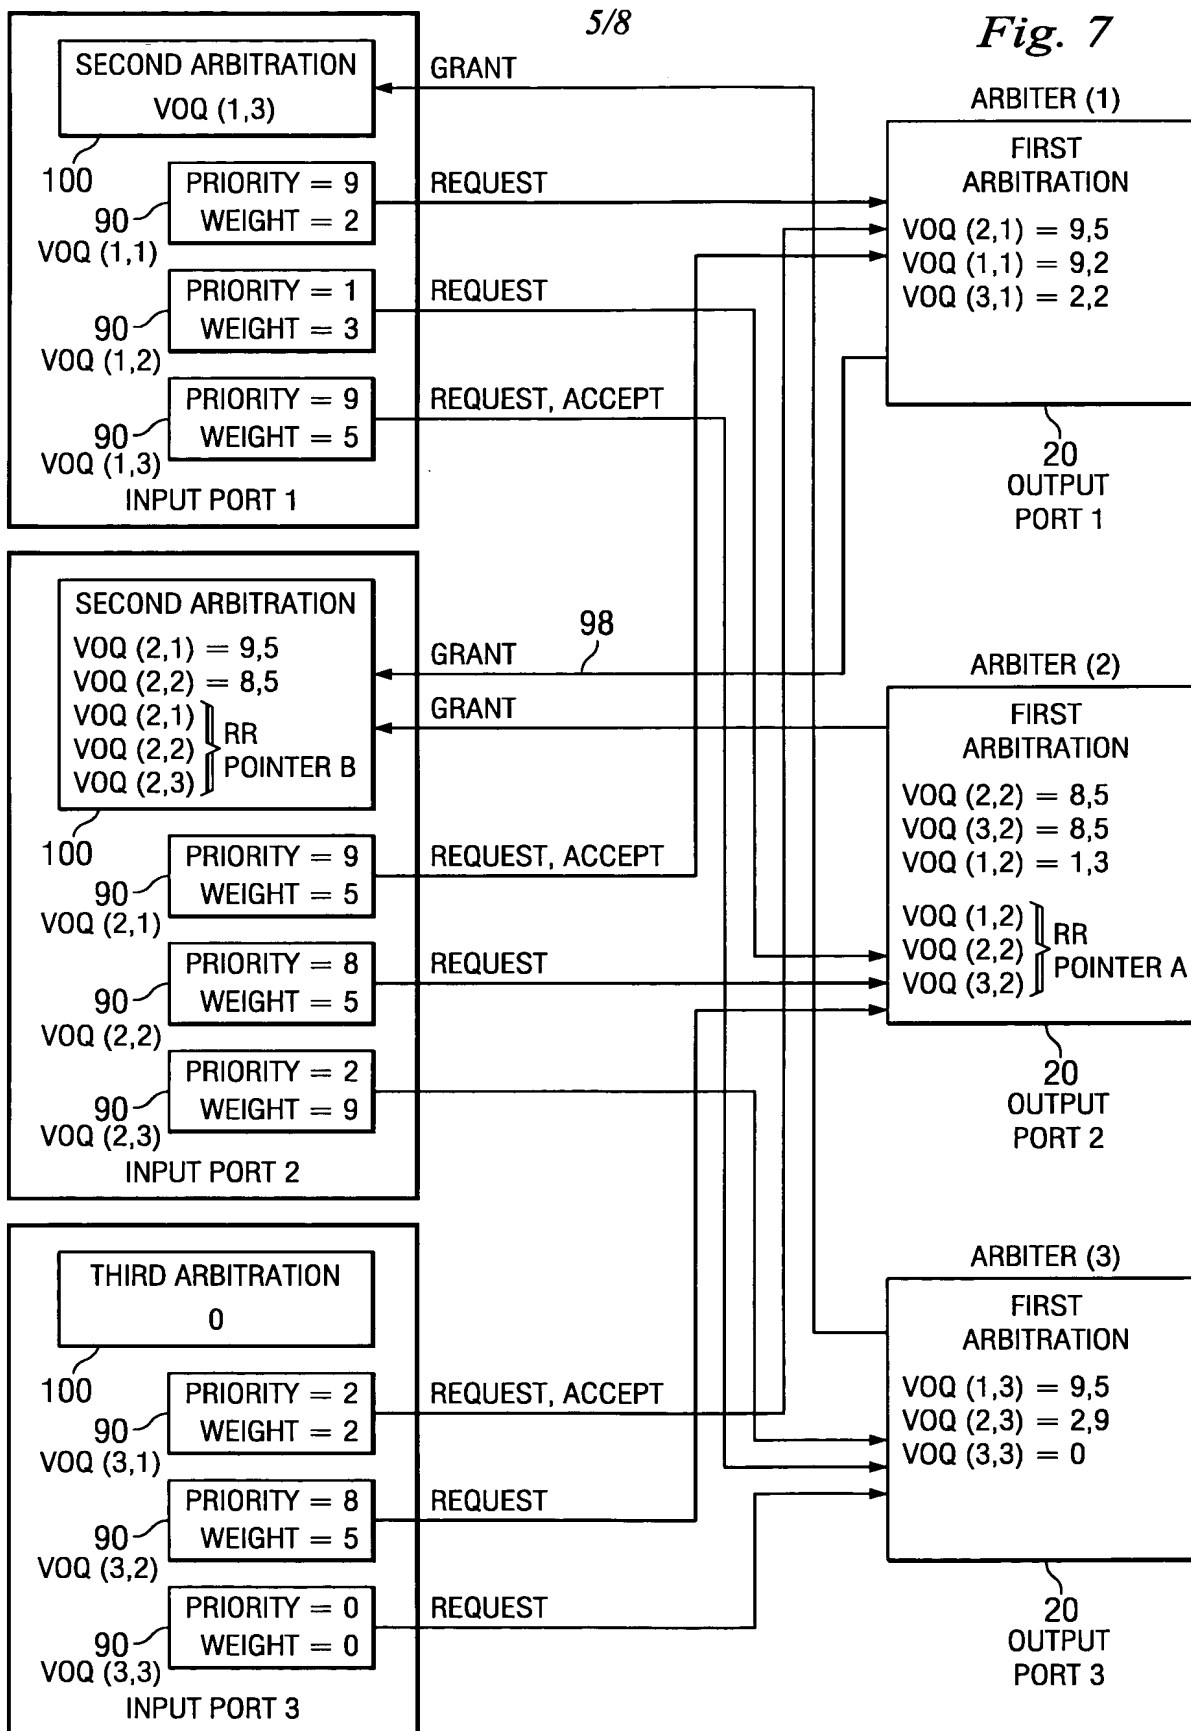 5/8
Fig. 7
SECOND ARBITRATION
VOQ (1,3)
100
PRIORITY = 9
WEIGHT = 2
90
VOQ (1,1)
PRIORITY = 1
WEIGHT = 3
90
VOQ (1,2)
PRIORITY = 9
WEIGHT = 5
90
VOQ (1,3)
INPUT PORT 1
GRANT
REQUEST
REQUEST
REQUEST, ACCEPT
ARBITER (1)
FIRST
ARBITRATION
VOQ (2,1) = 9,5
VOQ (1,1) = 9,2
VOQ (3,1) = 2,2
20
OUTPUT
PORT 1
SECOND ARBITRATION
VOQ (2,1) = 9,5
VOQ (2,2) = 8,5
VOQ (2,1)
VOQ (2,2)
VOQ (2,3)
RR
POINTER B
100
PRIORITY = 9
WEIGHT = 5
90
VOQ (2,1)
PRIORITY = 8
WEIGHT = 5
90
VOQ (2,2)
PRIORITY = 2
WEIGHT = 9
90
VOQ (2,3)
INPUT PORT 2
98
GRANT
GRANT
REQUEST, ACCEPT
REQUEST
ARBITER (2)
FIRST
ARBITRATION
VOQ (2,2) = 8,5
VOQ (3,2) = 8,5
VOQ (1,2) = 1,3
VOQ (1,2)
VOQ (2,2)
VOQ (3,2)
RR
POINTER A
20
OUTPUT
PORT 2
THIRD ARBITRATION
0
100
PRIORITY = 2
WEIGHT = 2
90
VOQ (3,1)
PRIORITY = 8
WEIGHT = 5
90
VOQ (3,2)
PRIORITY = 0
WEIGHT = 0
90
VOQ (3,3)
INPUT PORT 3
REQUEST, ACCEPT
REQUEST
REQUEST
ARBITER (3)
FIRST
ARBITRATION
VOQ (1,3) = 9,5
VOQ (2,3) = 2,9
VOQ (3,3) = 0
20
OUTPUT
PORT 3